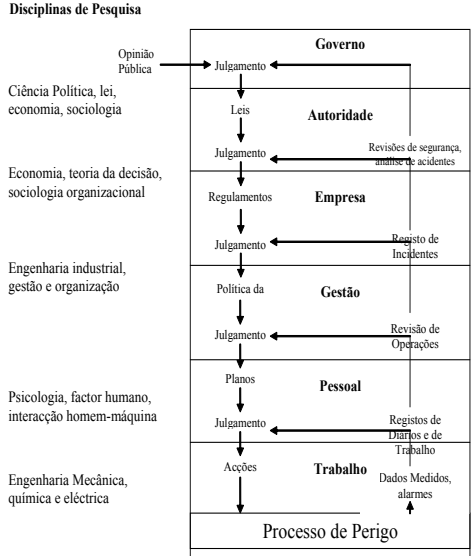 Disciplinas de Pesquisa
Governo
Opinião
Pública
Julgamento
Ciência Política, lei,
economia, sociologia
Leis
Autoridade
Julgamento
Revisões de segurança,
análise de acidentes
Economia, teoria da decisão,
sociologia organizacional
Regulamentos
Empresa
Julgamento
Registo de
Incidentes
Engenharia industrial,
gestão e organização
Política da
Gestão
Julgamento
Revisão de
Operações
Planos
Pessoal
Psicologia, factor humano,
interacção homem-máquina
Julgamento
Registos de
Diários e de
Trabalho
Acções
Trabalho
Engenharia Mecânica,
química e eléctrica
Dados Medidos,
alarmes
Processo de Perigo